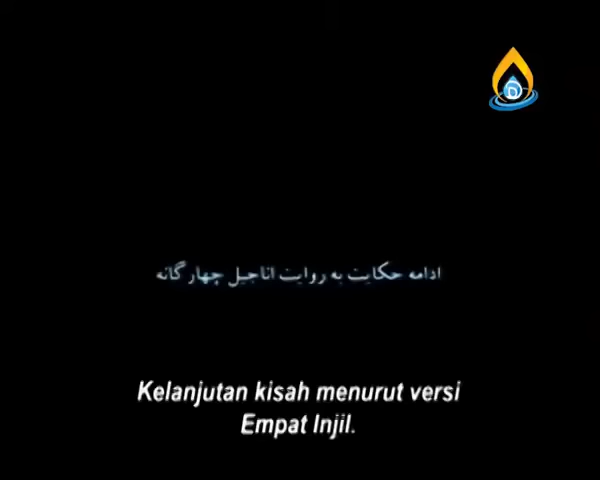 ادامه حکایت به روایت اناجیل چهارگانه
Kelanjutan kisah menurut versi
Empat Injil.